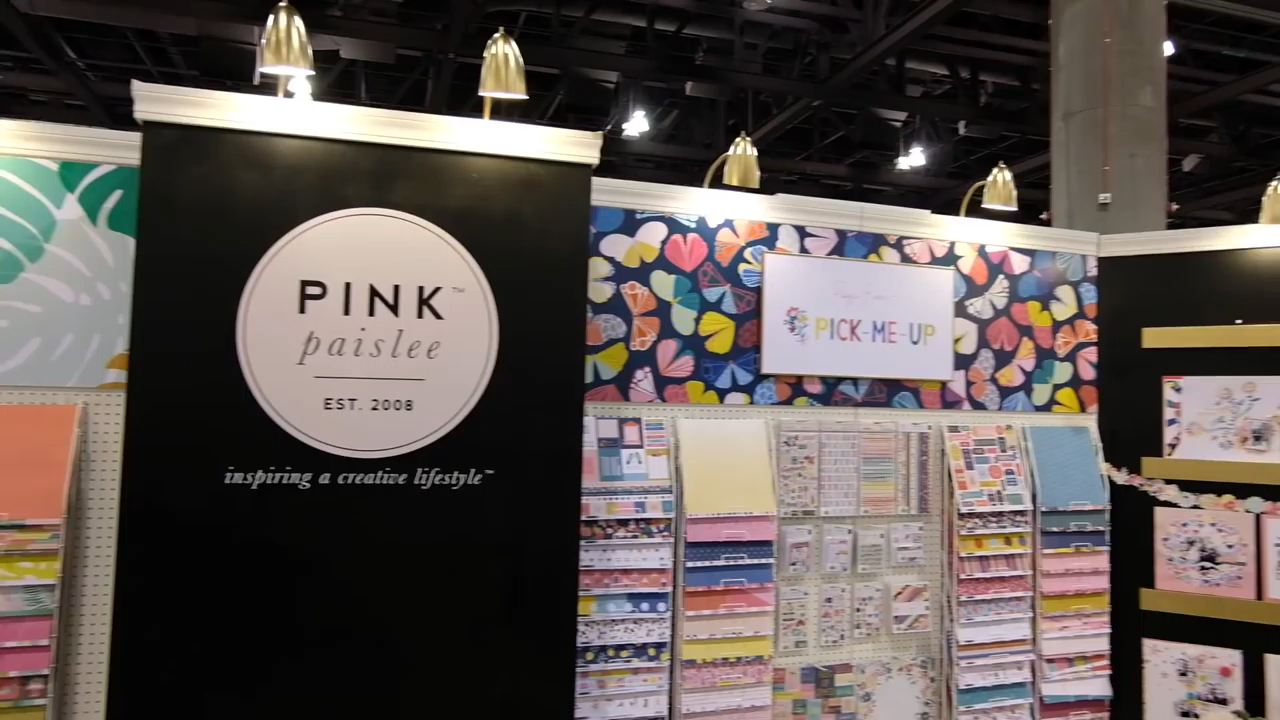 PINK™
paislee
EST. 2008
inspiring a creative lifestyle™
PICK-ME-UP